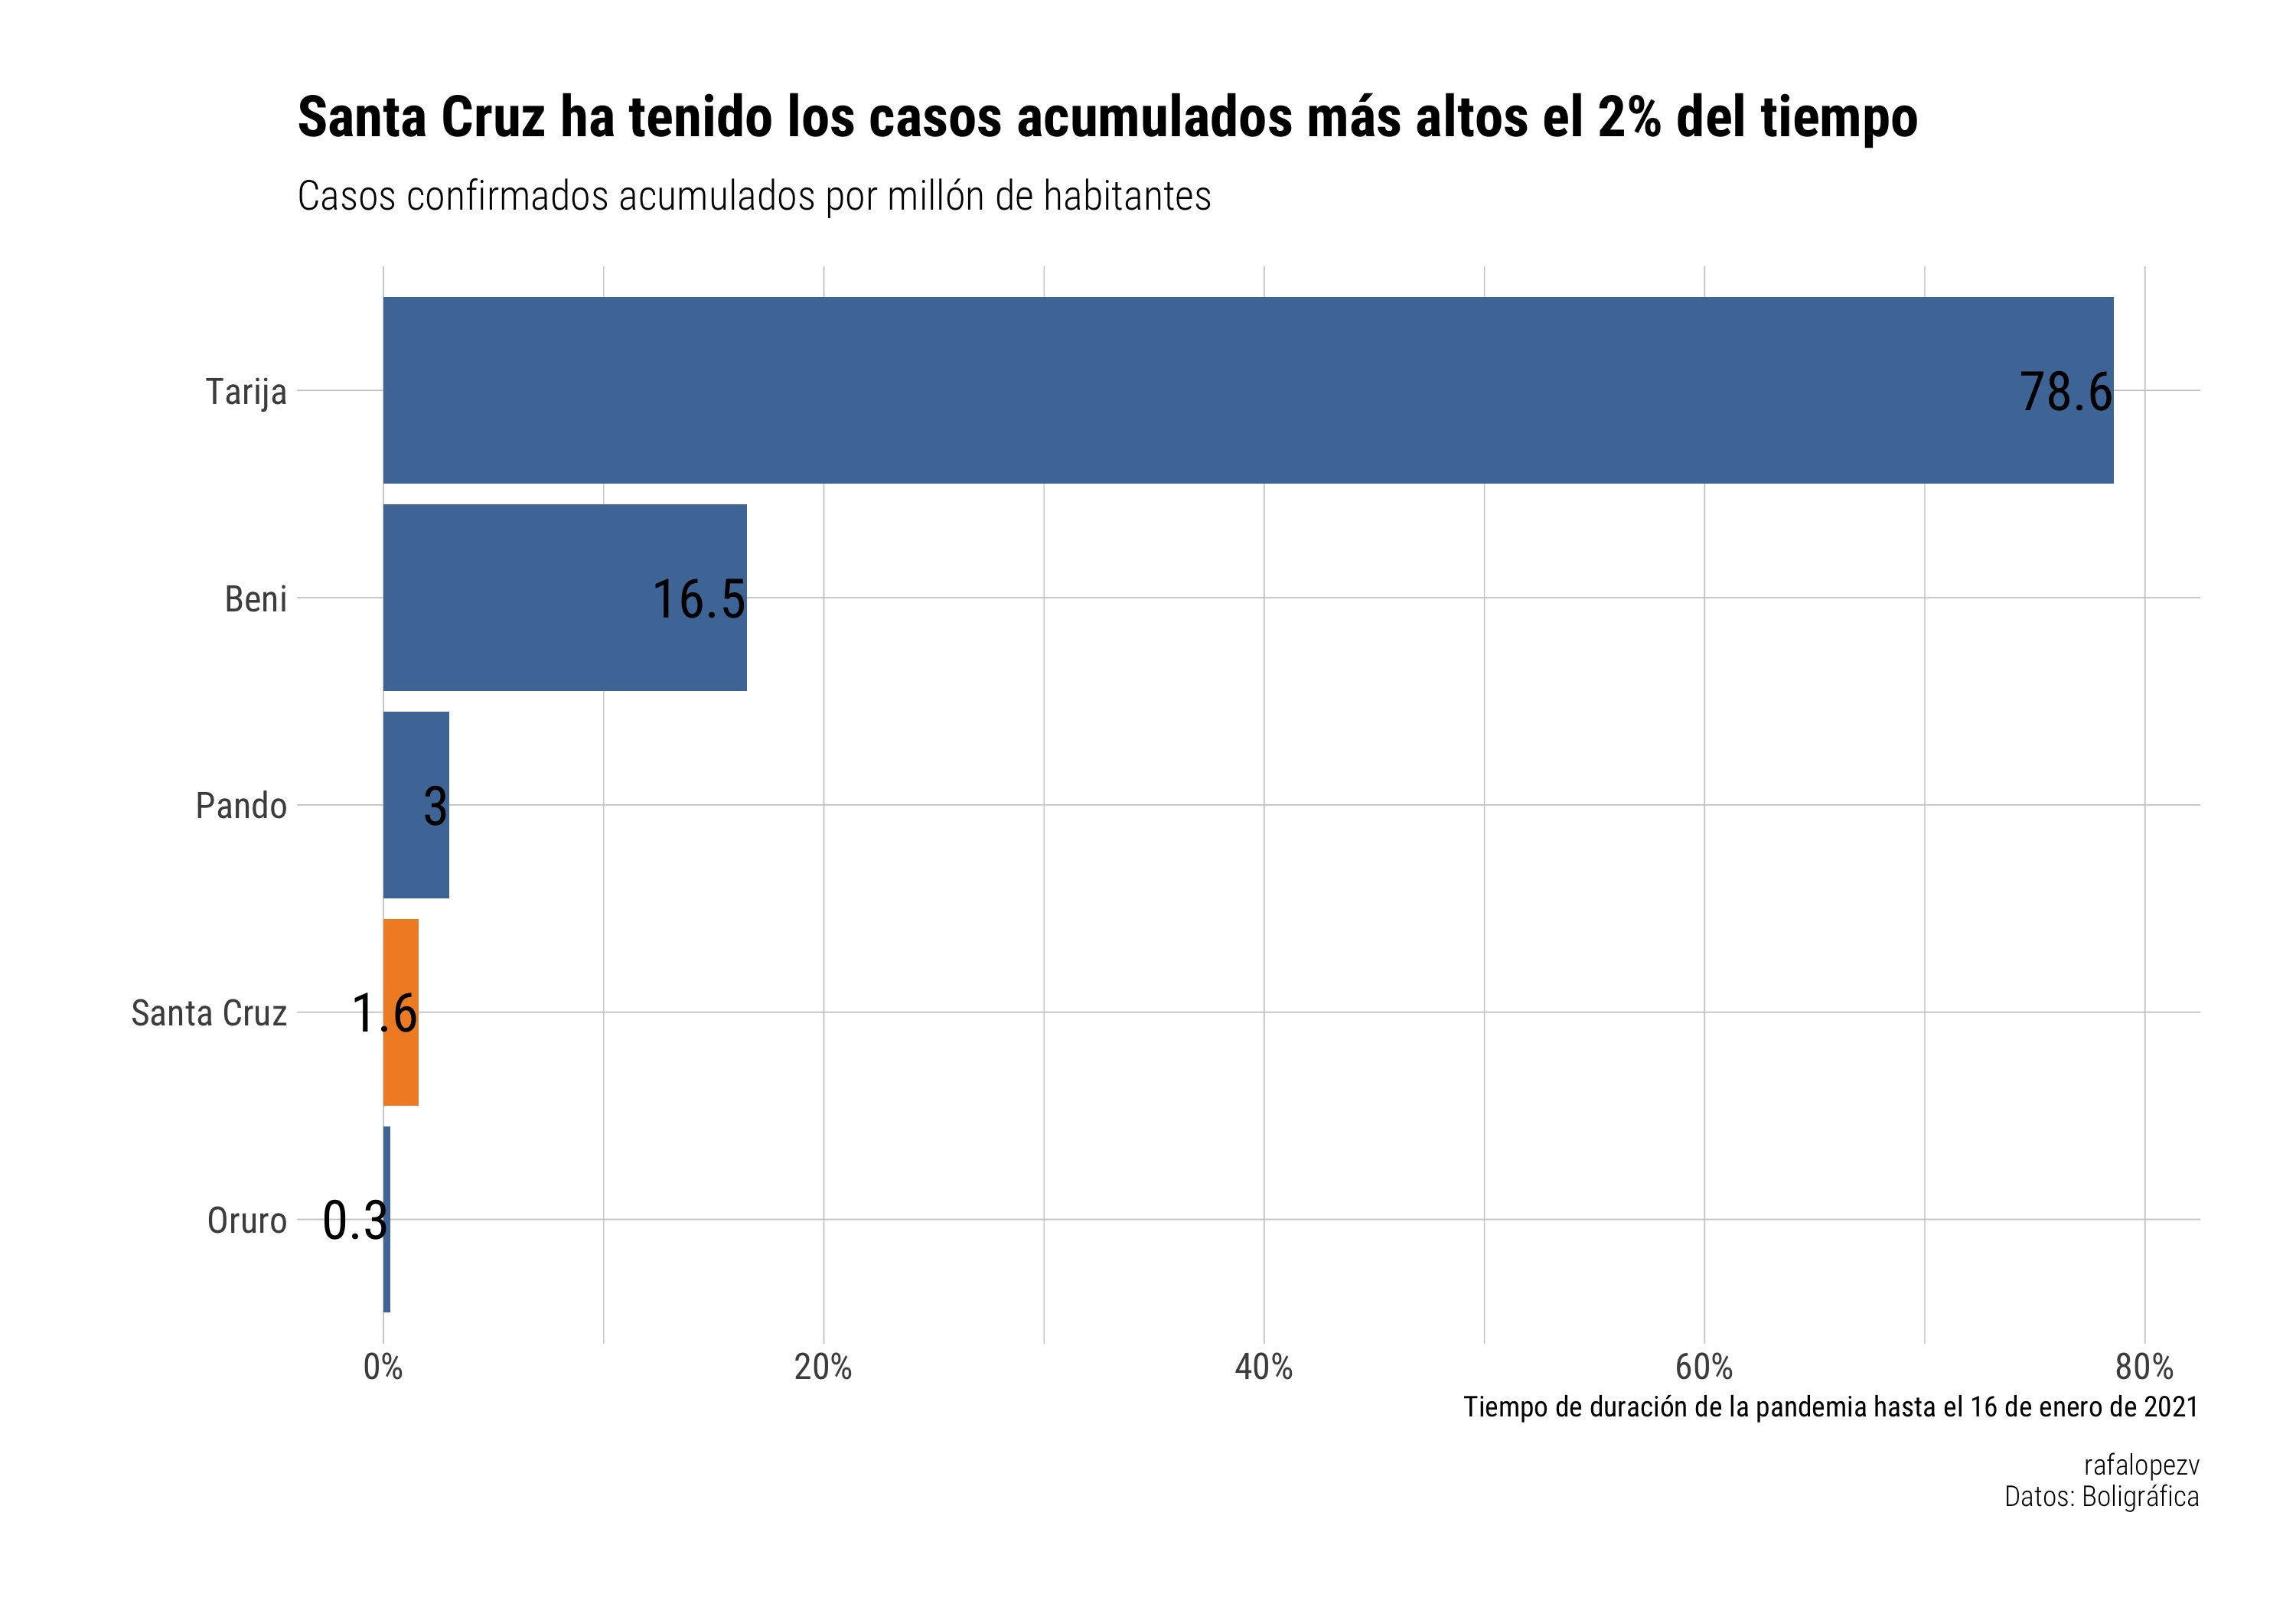 Santa Cruz ha tenido los casos acumulados más altos el 2% del tiempo
Casos confirmados acumulados por millón de habitantes
Tarija
78.6
Beni
16.5
Pando
3
Santa Cruz
1.6
Oruro
0.3
0%
20%
40%
60%
80%
Tiempo de duración de la pandemia hasta el 16 de enero de 2021
rafalopezv
Datos: Boligráfica